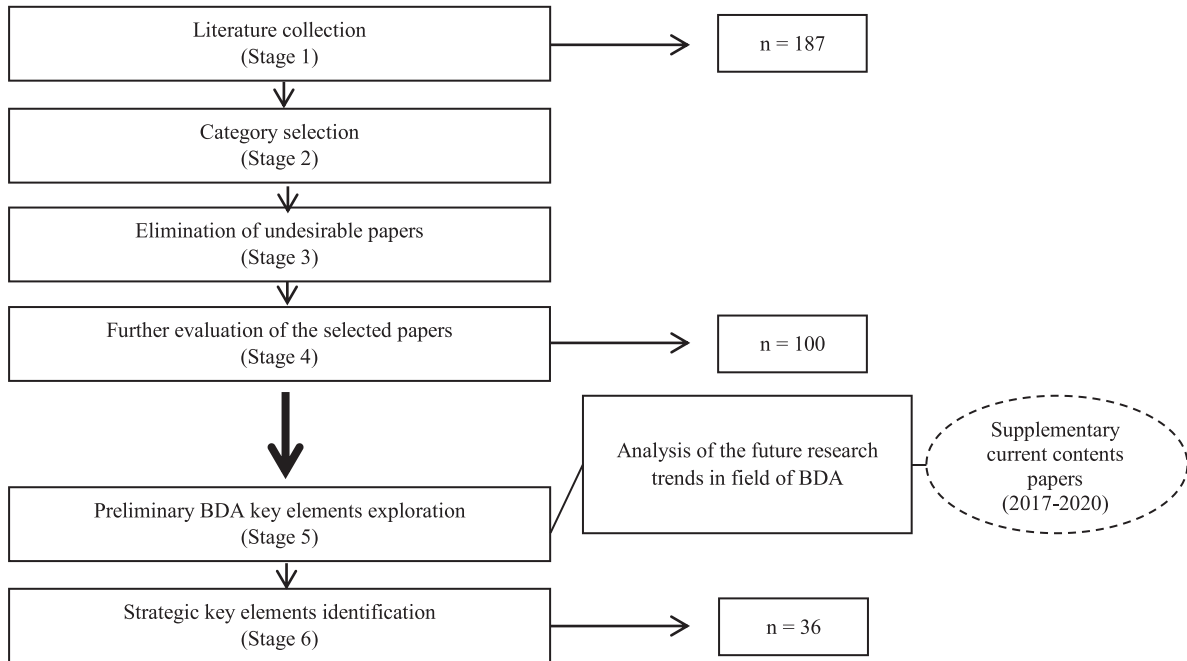 Literature collection
(Stage 1)
n = 187
Category selection
(Stage 2)
Elimination of undesirable papers
(Stage 3)
Further evaluation of the selected papers
(Stage 4)
n = 100
Analysis of the future research
trends in field of BDA
Supplementary
current contents
papers
(2017-2020)
Preliminary BDA key elements exploration
(Stage 5)
Strategic key elements identification
(Stage 6)
n = 36